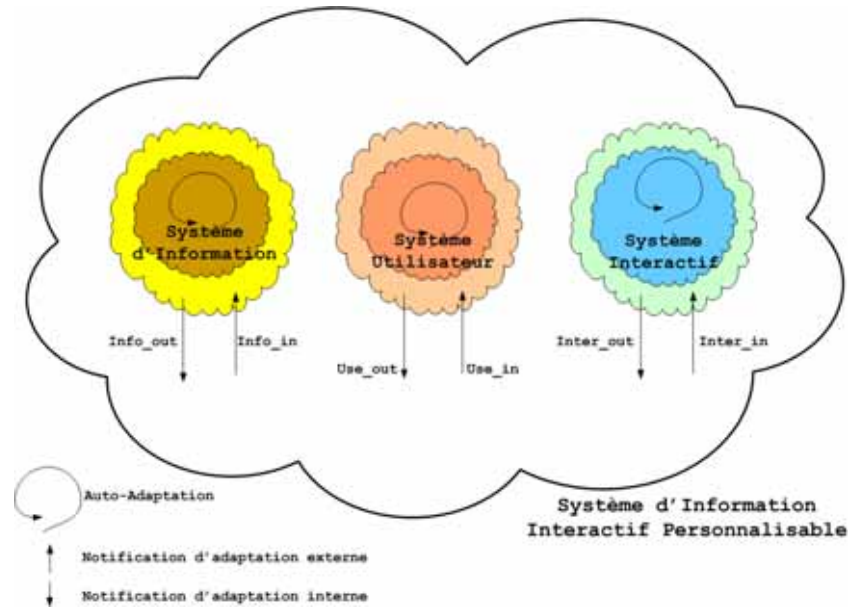 Système
d'Information
Système
Utilisateur
Système
Interactif
Info_out
Info_in
Use_out
Use_in
Inter_out
Inter_in
Auto-Adaptation
Système d'Information
Interactif Personnalisable
Notification d'adaptation externe
Notification d'adaptation interne